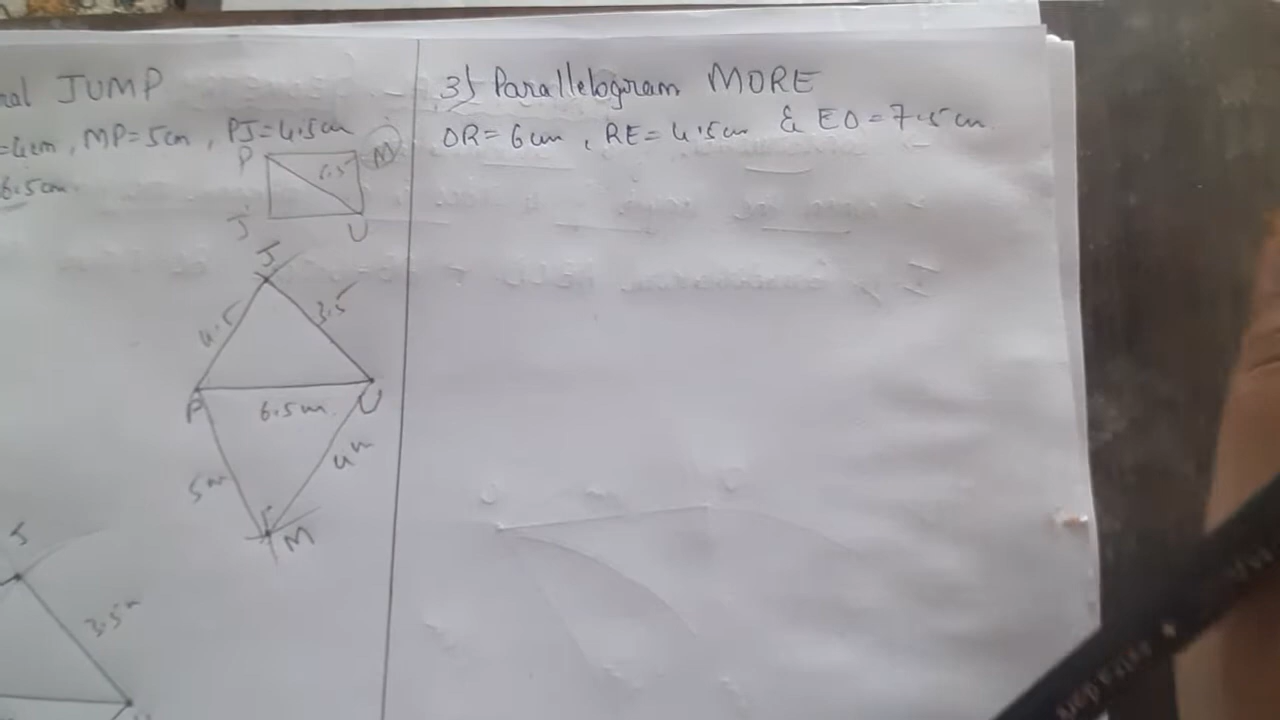 ral JUMP
=4cm, MP=5cm, PJ=4.5cm
6.5cm
P
M
6.5
J
U
J
4.5
3.5
P
6.5cm
U
5cm
4cm
M
J
3.5cm
3) Parallelogram MORE
OR=6cm, RE=4.5cm & EO=7.5cm.